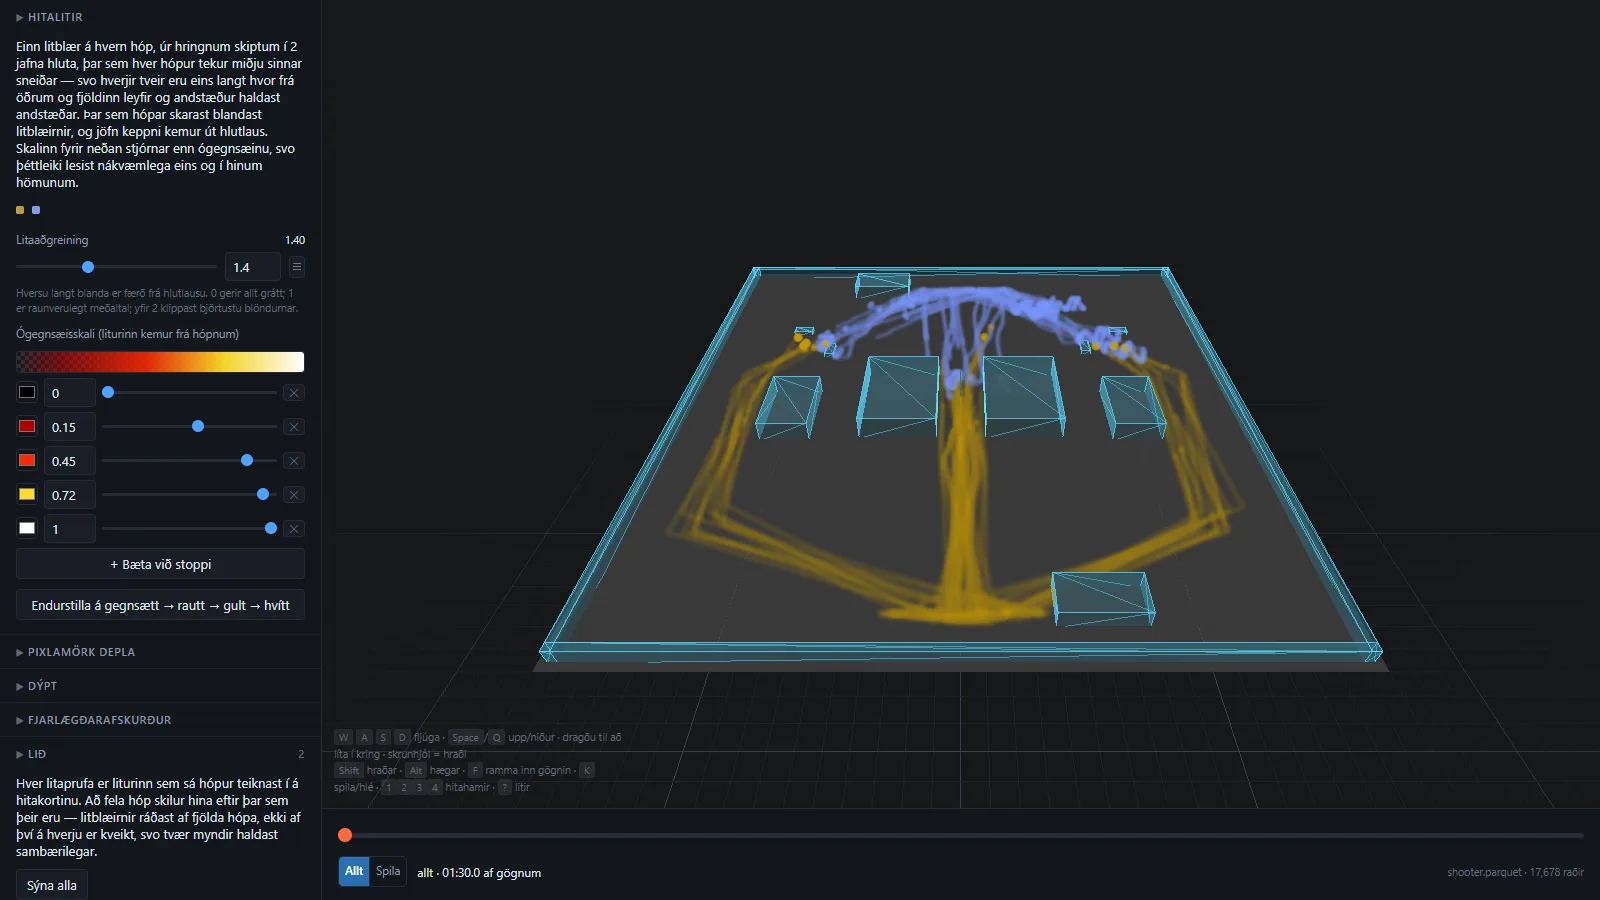 ▶ HITALITIR
Einn litblær á hvern hóp, úr hringnum skiptum í 2
jafna hluta, þar sem hver hópur tekur miðju sinnar
sneiðar — svo hverjir tveir eru eins langt hvor frá
öðrum og fjöldinn leyfir og andstæður haldast
andstæðar. Þar sem hópar skarast blandast
litblæirnir, og jöfn keppni kemur út hlutlaus.
Skalinn fyrir neðan stjórnar enn ógegnsæinu, svo
þéttleiki lesist nákvæmlega eins og í hinum
hömunum.
Litaaðgreining 1.40
1.4
Hversu langt blanda er færð frá hlutlausu. 0 gerir allt grátt; 1
er raunverulegt meðaltal; yfir 2 klippast björtustu blöndurnar.
Ógegnsæisskali (liturinn kemur frá hópnum)
0
0.15
0.45
0.72
1
+ Bæta við stoppi
Endurstilla á gegnsætt → rautt → gult → hvítt
▶ PIXLAMÖRK DEPLA
▶ DÝPT
▶ FJARLÆGÐARAFSKURÐUR
▶ LIÐ 2
Hver litaprufa er liturinn sem sá hópur teiknast í á
hitakortinu. Að fela hóp skilur hina eftir þar sem
þeir eru — litblæirnir ráðast af fjölda hópa, ekki af
því á hverju er kveikt, svo tvær myndir haldast
sambærilegar.
Sýna alla
W A S D fljúga · Space / Q upp/niður · dragðu til að
líta í kring · skrunhjól = hraði
Shift hraðar · Alt hægar · F ramma inn gögnin · K
spila/hlé · 1 2 3 4 hitahamir · ? litir
Allt Spila allt · 01:30.0 af gögnum
shooter.parquet · 17,678 raðir